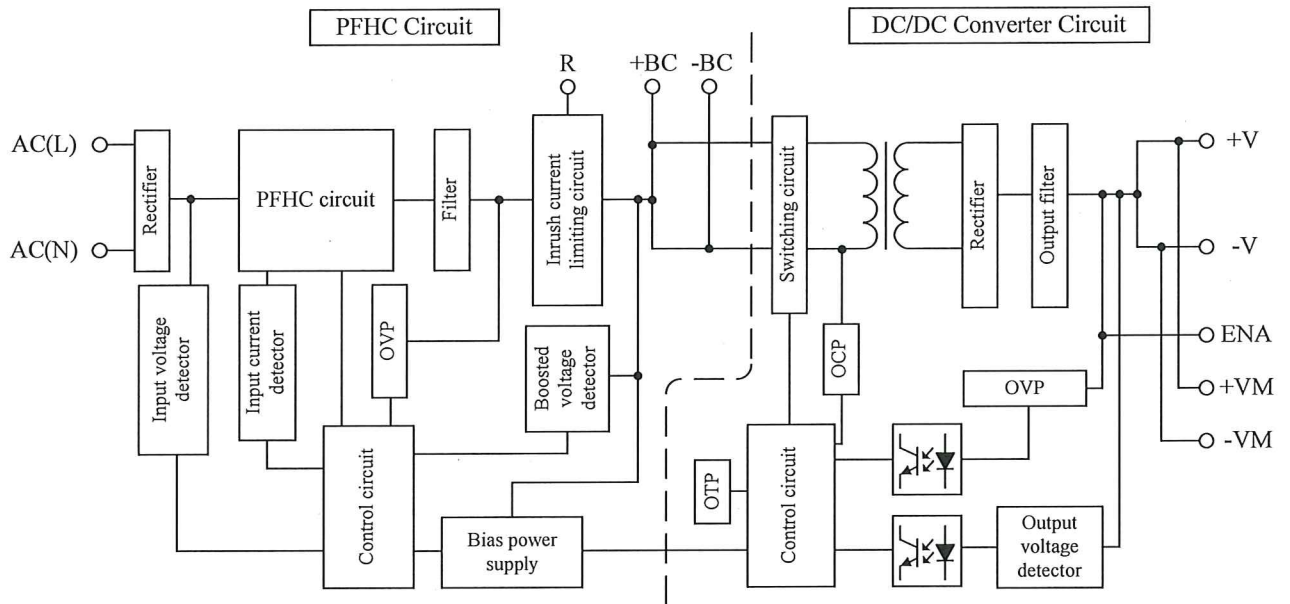 PFHC Circuit
DC/DC Converter Circuit
R
+BC
-BC
AC(L)
AC(N)
Rectifier
PFHC circuit
Filter
Inrush current
limiting circuit
Switching circuit
Rectifier
Output filter
+V
-V
ENA
+VM
-VM
Input voltage
detector
Input current
detector
OVP
Boosted
voltage
detector
OCP
OVP
Control circuit
Bias power
supply
OTP
Control circuit
Output
voltage
detector